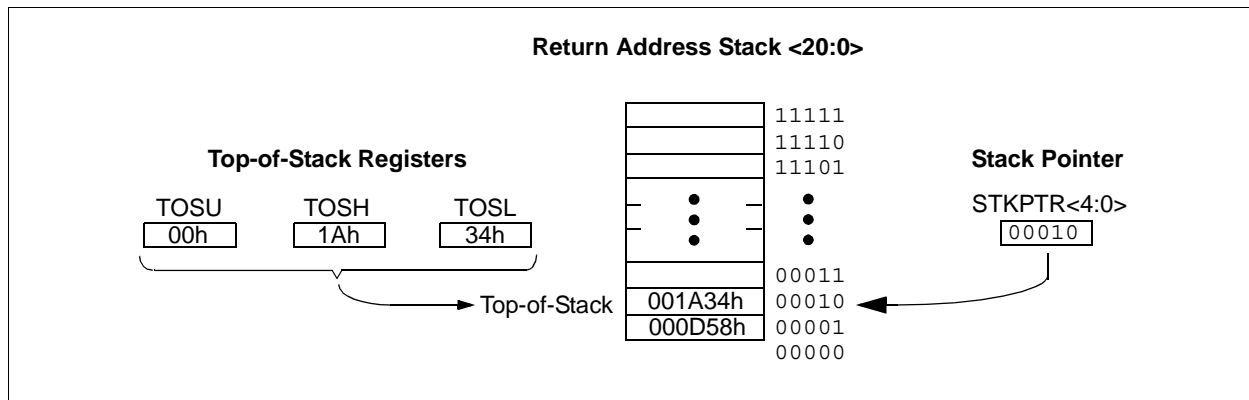 Return Address Stack <20:0>
11111
11110
11101
Top-of-Stack Registers
Stack Pointer
TOSU TOSH TOSL
STKPTR<4:0>
00h 1Ah 34h
00010
00011
Top-of-Stack 001A34h 00010
000D58h 00001
00000